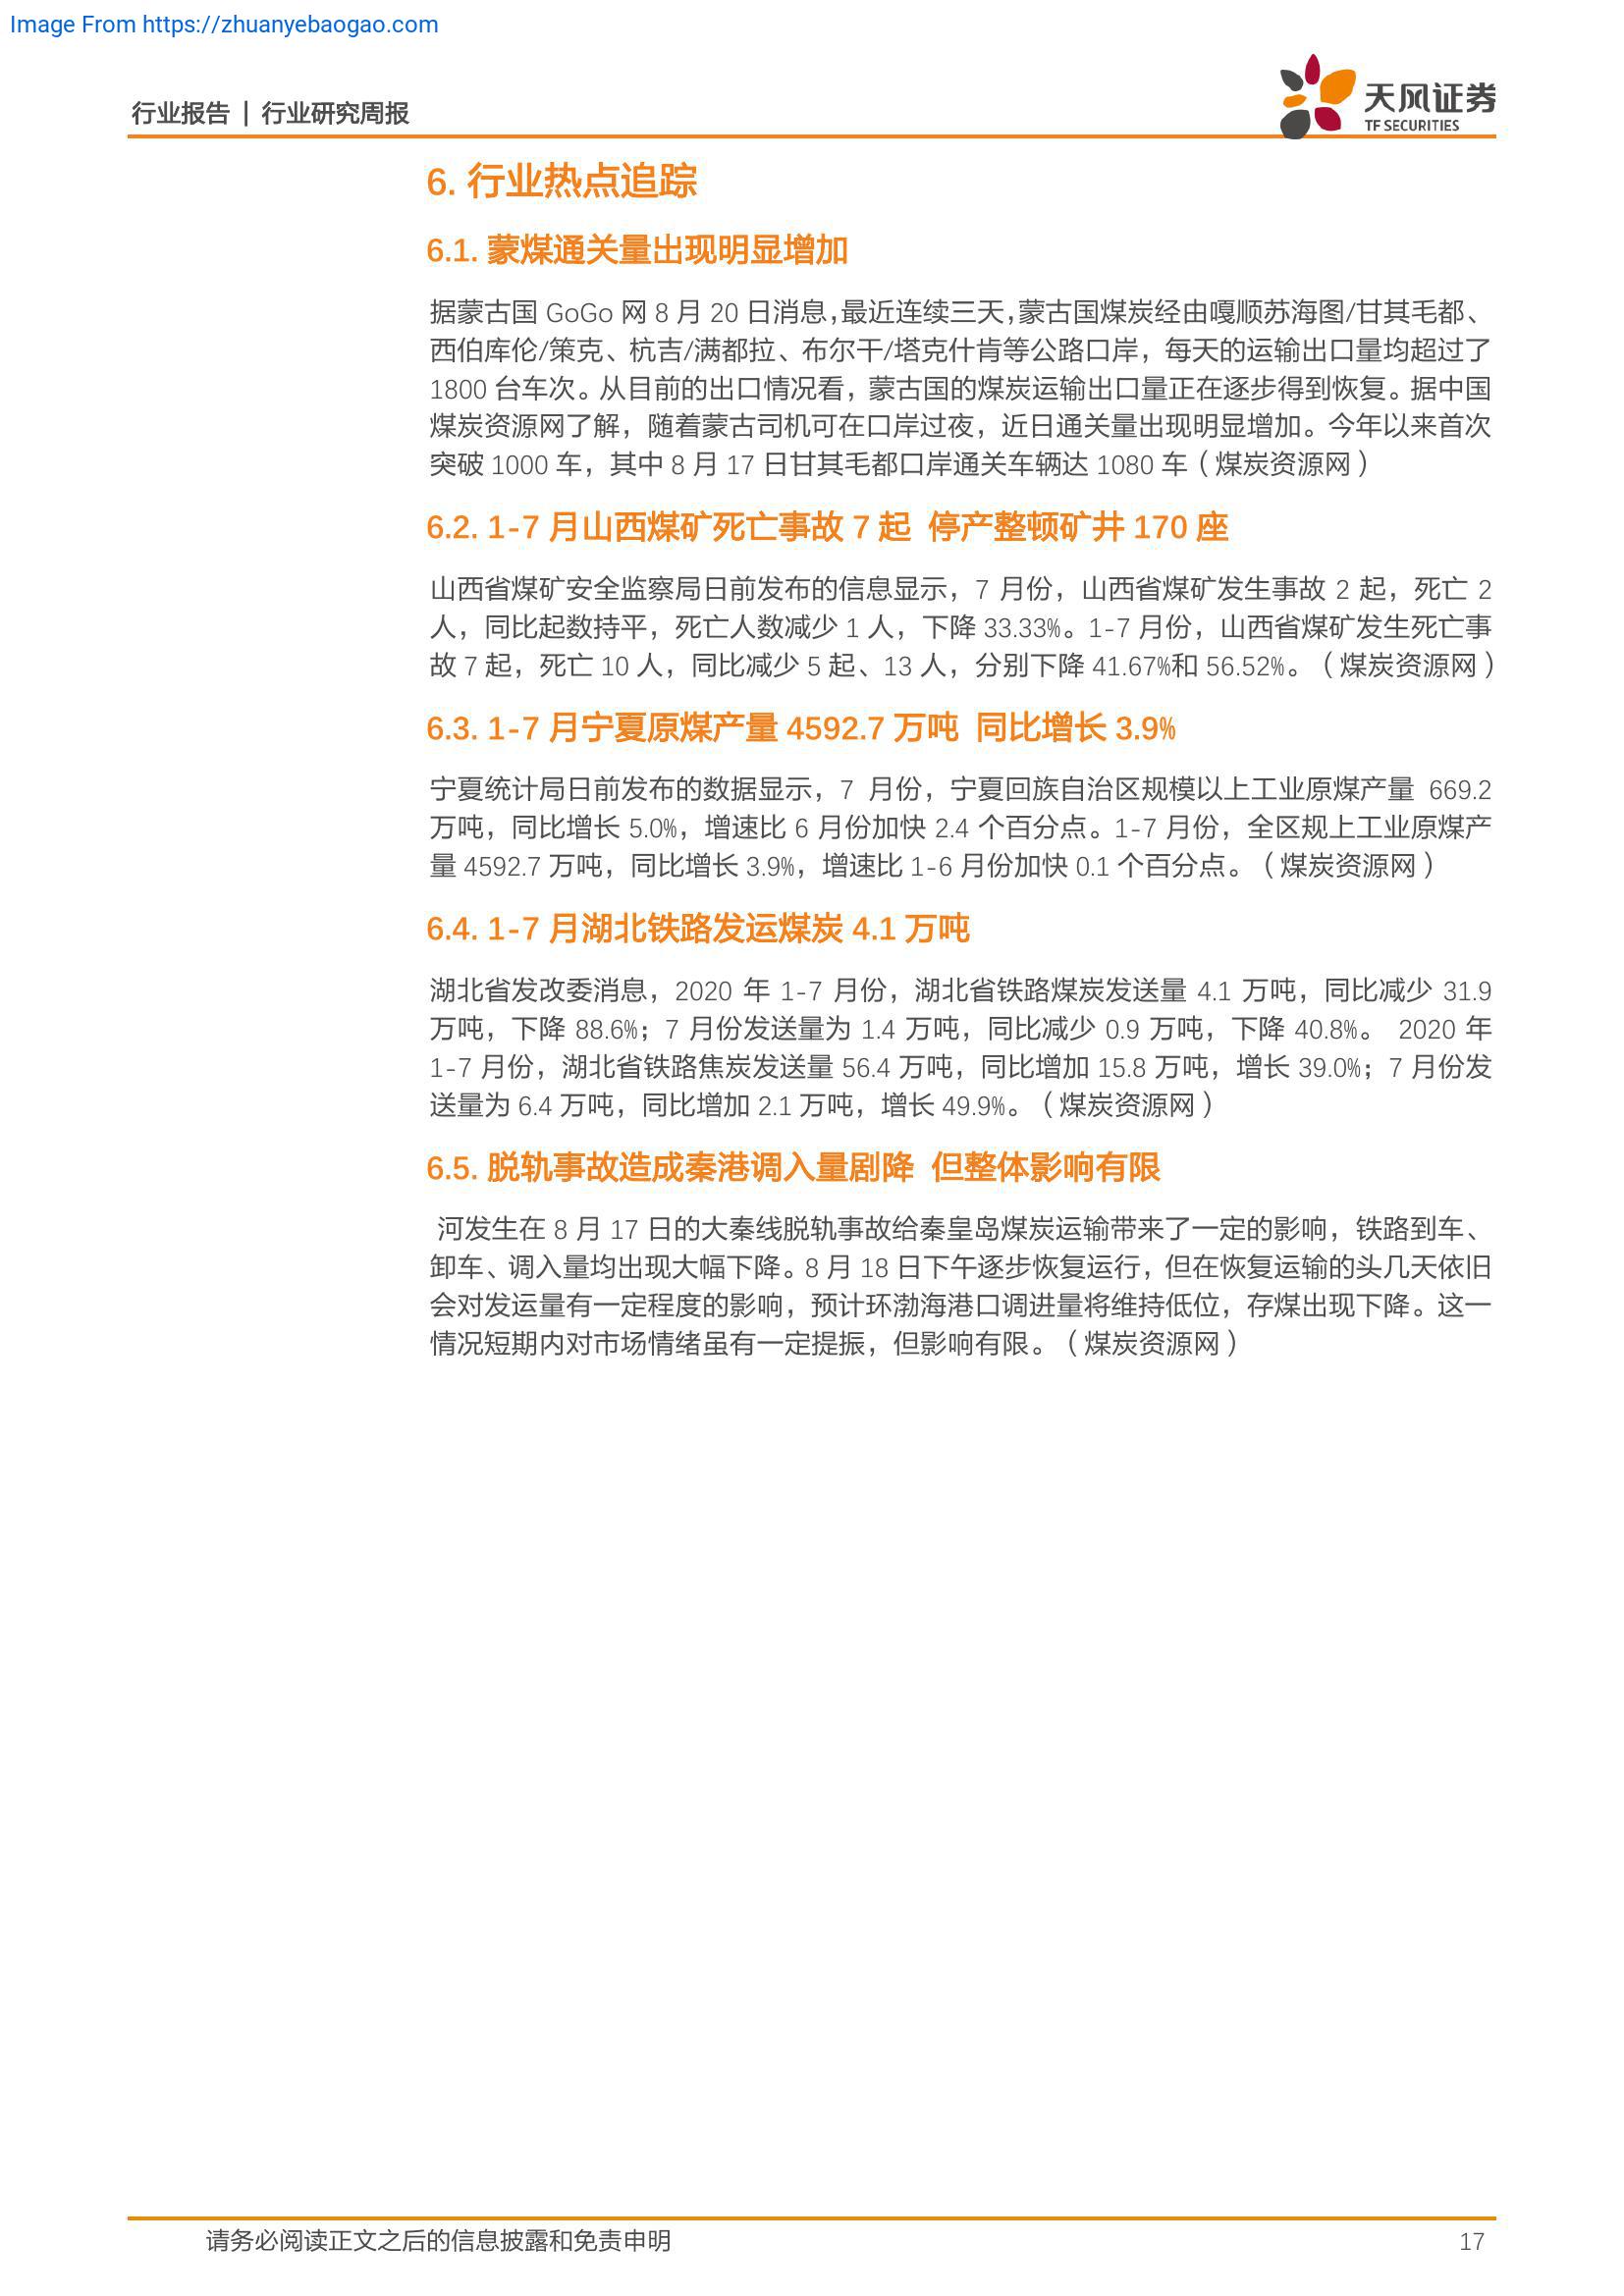 Image From https://zhuanyebaogao.com
行业报告 | 行业研究周报
天风证券
TF SECURITIES
6. 行业热点追踪
6.1. 蒙煤通关量出现明显增加
据蒙古国 GoGo 网 8 月 20 日消息，最近连续三天，蒙古国煤炭经由嘎顺苏海图/甘其毛都、
西伯库伦/策克、杭吉/满都拉、布尔干/塔克什肯等公路口岸，每天的运输出口量均超过了
1800 台车次。从目前的出口情况看，蒙古国的煤炭运输出口量正在逐步得到恢复。据中国
煤炭资源网了解，随着蒙古司机可在口岸过夜，近日通关量出现明显增加。今年以来首次
突破 1000 车，其中 8 月 17 日甘其毛都口岸通关车辆达 1080 车（煤炭资源网）
6.2. 1-7 月山西煤矿死亡事故 7 起 停产整顿矿井 170 座
山西省煤矿安全监察局日前发布的信息显示，7 月份，山西省煤矿发生事故 2 起，死亡 2
人，同比起数持平，死亡人数减少 1 人，下降 33.33%。1-7 月份，山西省煤矿发生死亡事
故 7 起，死亡 10 人，同比减少 5 起、13 人，分别下降 41.67%和 56.52%。（煤炭资源网）
6.3. 1-7 月宁夏原煤产量 4592.7 万吨 同比增长 3.9%
宁夏统计局日前发布的数据显示，7 月份，宁夏回族自治区规模以上工业原煤产量 669.2
万吨，同比增长 5.0%，增速比 6 月份加快 2.4 个百分点。1-7 月份，全区规上工业原煤产
量 4592.7 万吨，同比增长 3.9%，增速比 1-6 月份加快 0.1 个百分点。（煤炭资源网）
6.4. 1-7 月湖北铁路发运煤炭 4.1 万吨
湖北省发改委消息，2020 年 1-7 月份，湖北省铁路煤炭发送量 4.1 万吨，同比减少 31.9
万吨，下降 88.6%；7 月份发送量为 1.4 万吨，同比减少 0.9 万吨，下降 40.8%。 2020 年
1-7 月份，湖北省铁路焦炭发送量 56.4 万吨，同比增加 15.8 万吨，增长 39.0%；7 月份发
送量为 6.4 万吨，同比增加 2.1 万吨，增长 49.9%。（煤炭资源网）
6.5. 脱轨事故造成秦港调入量剧降 但整体影响有限
河发生在 8 月 17 日的大秦线脱轨事故给秦皇岛煤炭运输带来了一定的影响，铁路到车、
卸车、调入量均出现大幅下降。8 月 18 日下午逐步恢复运行，但在恢复运输的头几天依旧
会对发运量有一定程度的影响，预计环渤海港口调进量将维持低位，存煤出现下降。这一
情况短期内对市场情绪虽有一定提振，但影响有限。（煤炭资源网）
请务必阅读正文之后的信息披露和免责申明
17